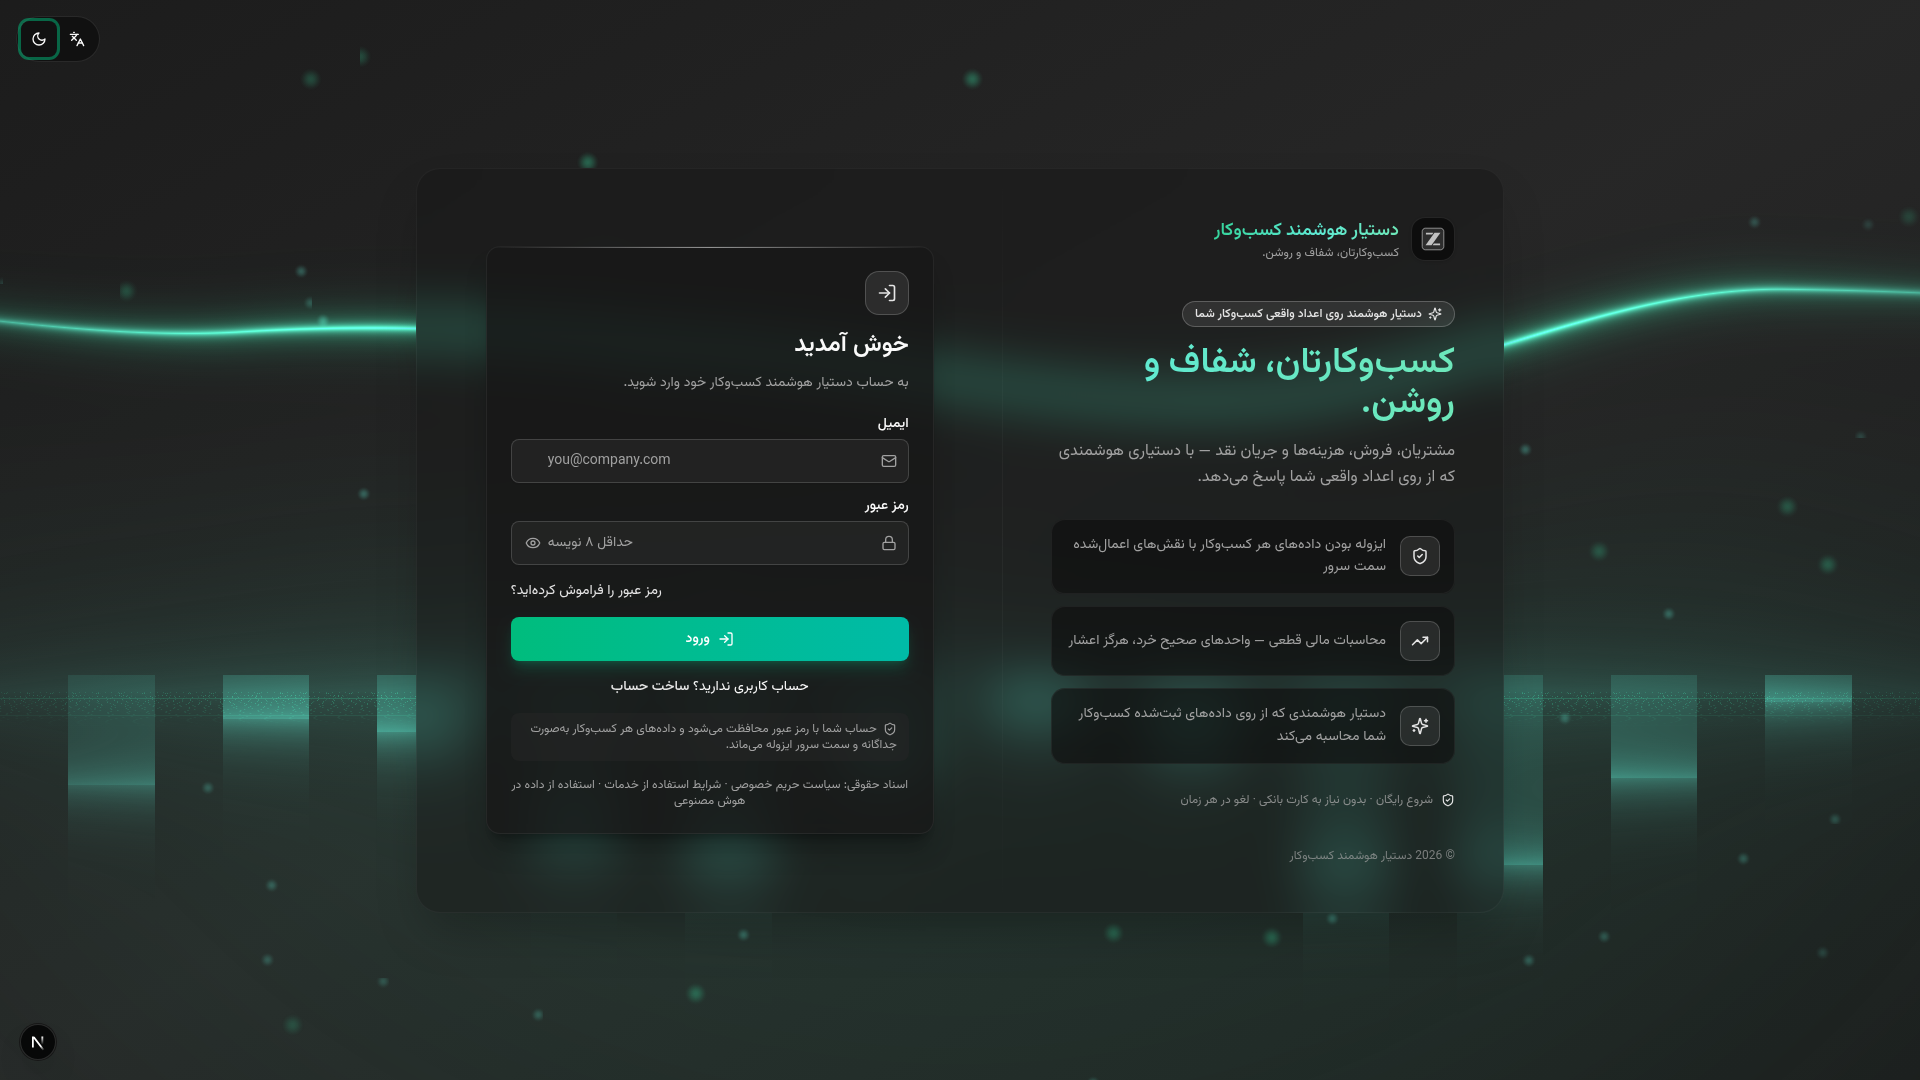 دستیار هوشمند کسب‌وکار
کسب‌وکارتان، شفاف و روشن.
دستیار هوشمند روی اعداد واقعی کسب‌وکار شما
کسب‌وکارتان، شفاف و
روشن.
مشتریان، فروش، هزینه‌ها و جریان نقد — با دستیاری هوشمندی
که از روی اعداد واقعی شما پاسخ می‌دهد.
ایزوله بودن داده‌های هر کسب‌وکار با نقش‌های اعمال‌شده
سمت سرور
محاسبات مالی قطعی — واحدهای صحیح خرد، هرگز اعشار
دستیار هوشمندی که از روی داده‌های ثبت‌شده کسب‌وکار
شما محاسبه می‌کند
شروع رایگان · بدون نیاز به کارت بانکی · لغو در هر زمان
© 2026 دستیار هوشمند کسب‌وکار
خوش آمدید
به حساب دستیار هوشمند کسب‌وکار خود وارد شوید.
ایمیل
you@company.com
رمز عبور
حداقل ۸ نویسه
رمز عبور را فراموش کرده‌اید؟
ورود
حساب کاربری ندارید؟ ساخت حساب
حساب شما با رمز عبور محافظت می‌شود و داده‌های هر کسب‌وکار به‌صورت
جداگانه و سمت سرور ایزوله می‌ماند.
اسناد حقوقی: سیاست حریم خصوصی · شرایط استفاده از خدمات · استفاده از داده در
هوش مصنوعی